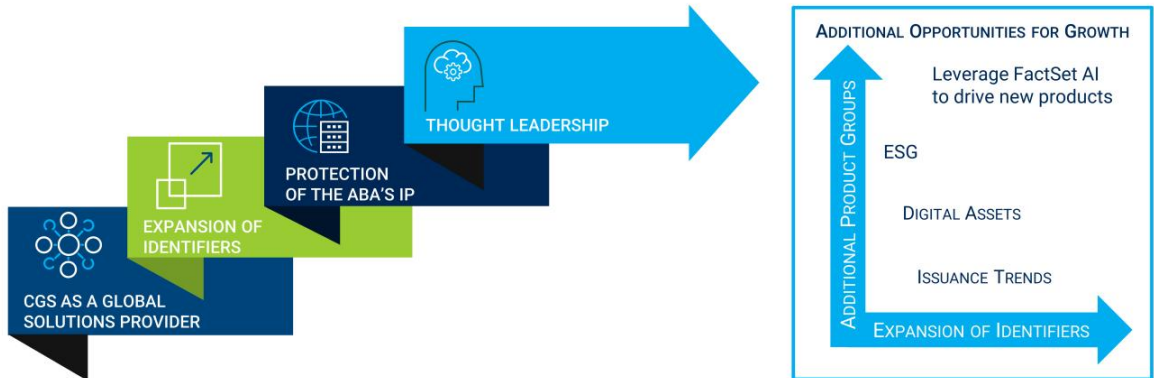 CGS AS A GLOBAL
SOLUTIONS PROVIDER
EXPANSION OF
IDENTIFIERS
PROTECTION
OF THE ABA'S IP
THOUGHT LEADERSHIP
ADDITIONAL OPPORTUNITIES FOR GROWTH
ADDITIONAL PRODUCT GROUPS
Leverage FactSet AI
to drive new products
ESG
DIGITAL ASSETS
ISSUANCE TRENDS
EXPANSION OF IDENTIFIERS